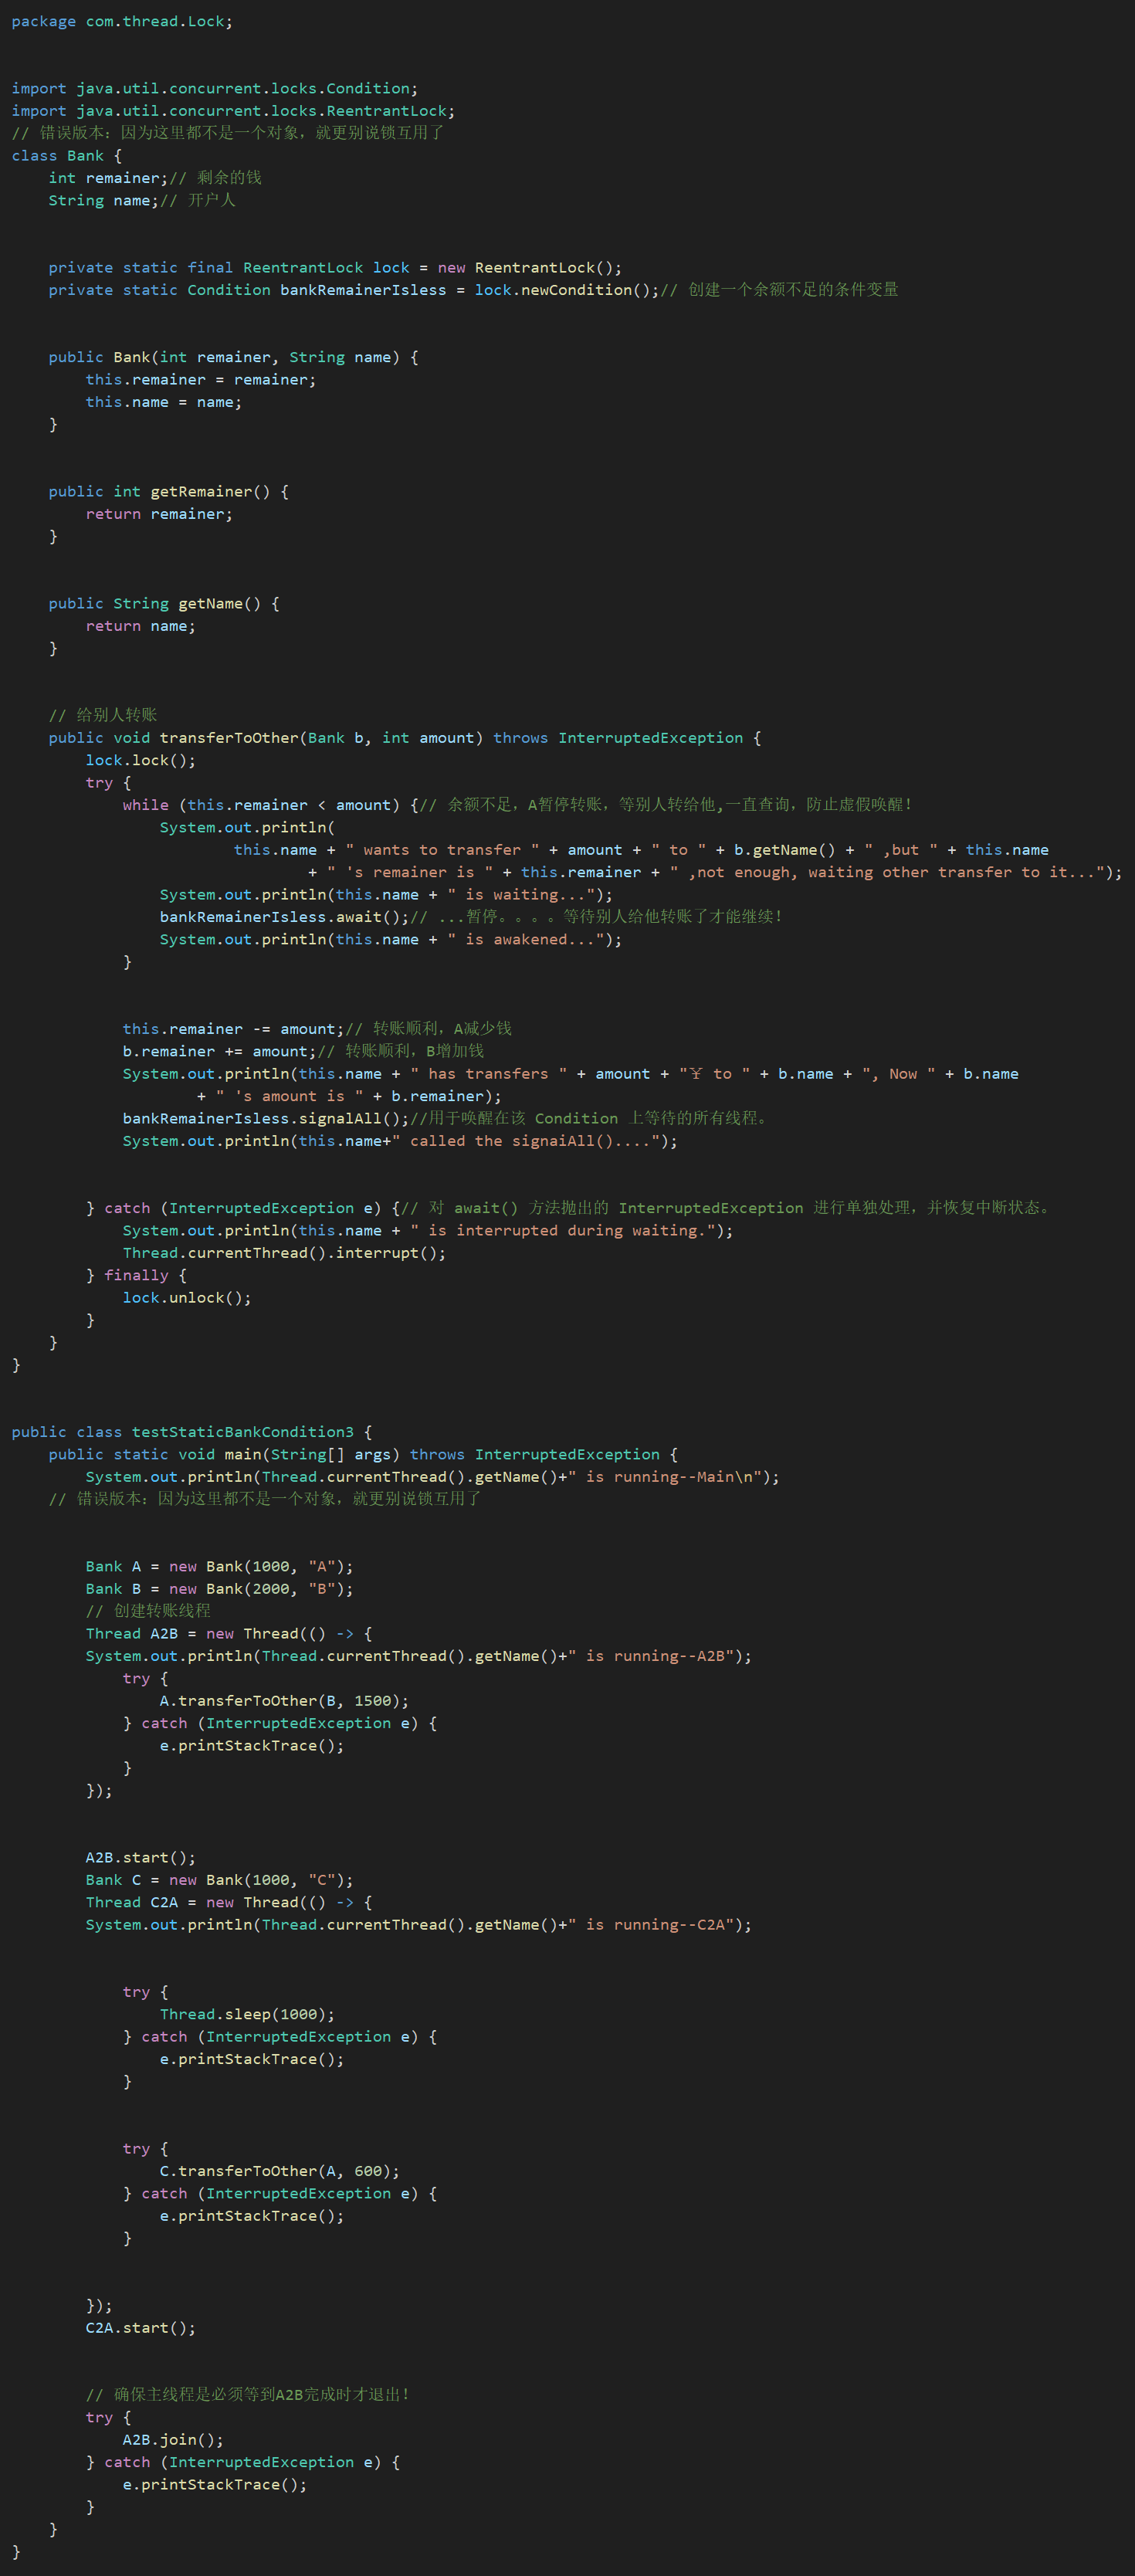 package com.thread.Lock;
import java.util.concurrent.locks.Condition;
import java.util.concurrent.locks.ReentrantLock;
// 错误版本：因为这里都不是一个对象，就更别说锁互用了
class Bank {
    int remainer;// 剩余的钱
    String name;// 开户人
    private static final ReentrantLock lock = new ReentrantLock();
    private static Condition bankRemainerIsless = lock.newCondition();// 创建一个余额不足的条件变量
    public Bank(int remainer, String name) {
        this.remainer = remainer;
        this.name = name;
    }
    public int getRemainer() {
        return remainer;
    }
    public String getName() {
        return name;
    }
    // 给别人转账
    public void transferToOther(Bank b, int amount) throws InterruptedException {
        lock.lock();
        try {
            while (this.remainer < amount) {// 余额不足，A暂停转账，等别人转给他,一直查询，防止虚假唤醒！
                System.out.println(
                        this.name + " wants to transfer " + amount + " to " + b.getName() + " ,but " + this.name
                                + " 's remainer is " + this.remainer + " ,not enough, waiting other transfer to it...");
                System.out.println(this.name + " is waiting...");
                bankRemainerIsless.await();// ...暂停。。。。等待别人给他转账了才能继续！
                System.out.println(this.name + " is awakened...");
            }
            this.remainer -= amount;// 转账顺利，A减少钱
            b.remainer += amount;// 转账顺利，B增加钱
            System.out.println(this.name + " has transfers " + amount + "￥ to " + b.name + ", Now " + b.name
                    + " 's amount is " + b.remainer);
            bankRemainerIsless.signalAll();//用于唤醒在该 Condition 上等待的所有线程。
            System.out.println(this.name+" called the signaiAll()....");
        } catch (InterruptedException e) {// 对 await() 方法抛出的 InterruptedException 进行单独处理，并恢复中断状态。
            System.out.println(this.name + " is interrupted during waiting.");
            Thread.currentThread().interrupt();
        } finally {
            lock.unlock();
        }
    }
}
public class testStaticBankCondition3 {
    public static void main(String[] args) throws InterruptedException {
        System.out.println(Thread.currentThread().getName()+" is running--Main\n");
    // 错误版本：因为这里都不是一个对象，就更别说锁互用了
        Bank A = new Bank(1000, "A");
        Bank B = new Bank(2000, "B");
        // 创建转账线程
        Thread A2B = new Thread(() -> {
        System.out.println(Thread.currentThread().getName()+" is running--A2B");
            try {
                A.transferToOther(B, 1500);
            } catch (InterruptedException e) {
                e.printStackTrace();
            }
        });
        A2B.start();
        Bank C = new Bank(1000, "C");
        Thread C2A = new Thread(() -> {
        System.out.println(Thread.currentThread().getName()+" is running--C2A");
            try {
                Thread.sleep(1000);
            } catch (InterruptedException e) {
                e.printStackTrace();
            }
            try {
                C.transferToOther(A, 600);
            } catch (InterruptedException e) {
                e.printStackTrace();
            }
        });
        C2A.start();
        // 确保主线程是必须等到A2B完成时才退出！
        try {
            A2B.join();
        } catch (InterruptedException e) {
            e.printStackTrace();
        }
    }
}